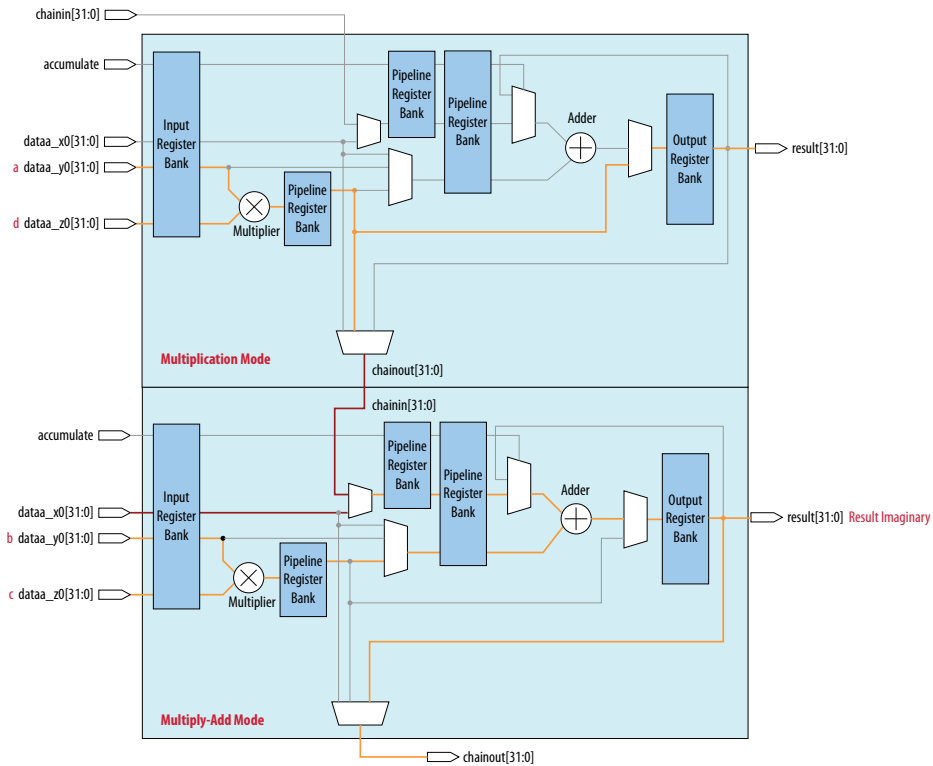 chainin[31:0]
accumulate
dataa_x0[31:0]
a dataa_y0[31:0]
d dataa_z0[31:0]
Input
Register
Bank
Multiplier
Pipeline
Register
Bank
Pipeline
Register
Bank
Pipeline
Register
Bank
Adder
Output
Register
Bank
result[31:0]
Multiplication Mode
chainout[31:0]
chainin[31:0]
accumulate
dataa_x0[31:0]
b dataa_y0[31:0]
c dataa_z0[31:0]
Input
Register
Bank
Multiplier
Pipeline
Register
Bank
Pipeline
Register
Bank
Pipeline
Register
Bank
Adder
Output
Register
Bank
result[31:0] Result Imaginary
Multiply-Add Mode
chainout[31:0]